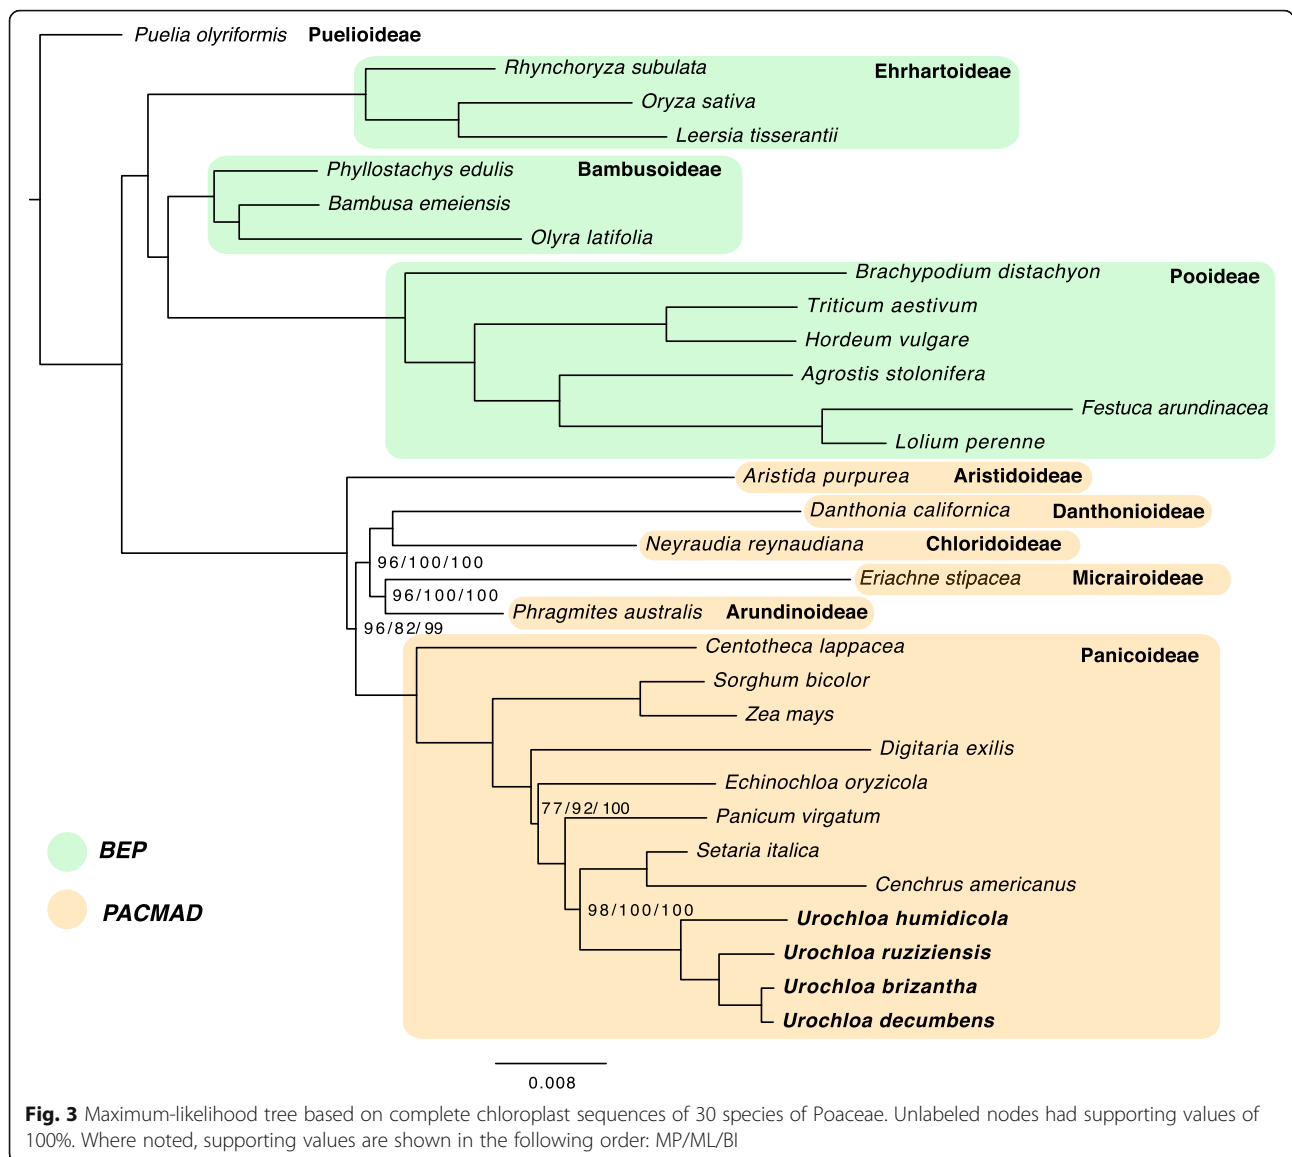 Puelia olyriformis Puelioideae
Rhynchoryza subulata Ehrhartoideae
Oryza sativa
Leersia tisserantii
Phyllostachys edulis Bambusoideae
Bambusa emeiensis
Olyra latifolia
Brachypodium distachyon Pooideae
Triticum aestivum
Hordeum vulgare
Agrostis stolonifera
Festuca arundinacea
Lolium perenne
Aristida purpurea Aristidoideae
Danthonia californica Danthonioideae
Neyraudia reynaudiana Chloridoideae
96/100/100
Eriachne stipacea Micrairoideae
96/100/100
Phragmites australis Arundinoideae
96/82/99
Centotheca lappacea Panicoideae
Sorghum bicolor
Zea mays
Digitaria exilis
Echinochloa oryzicola
77/92/100
Panicum virgatum
Setaria italica
Cenchrus americanus
98/100/100
Urochloa humidicola
Urochloa ruziziensis
Urochloa brizantha
Urochloa decumbens
BEP
PACMAD
0.008
Fig. 3 Maximum-likelihood tree based on complete chloroplast sequences of 30 species of Poaceae. Unlabeled nodes had supporting values of
100%. Where noted, supporting values are shown in the following order: MP/ML/BI